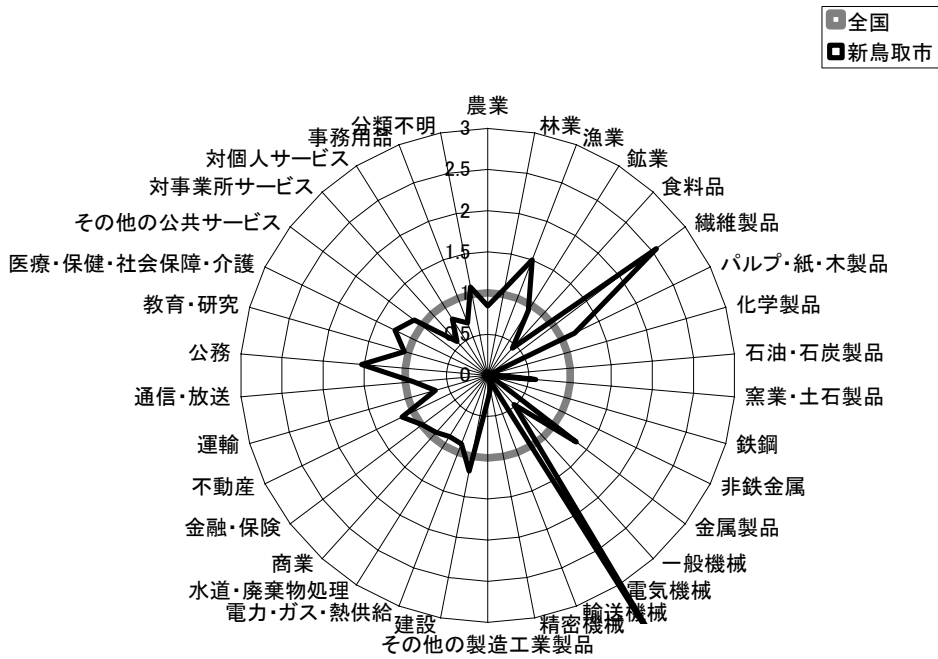 全国
新鳥取市
農業
林業
漁業
鉱業
食料品
繊維製品
パルプ・紙・木製品
化学製品
石油・石炭製品
窯業・土石製品
鉄鋼
非鉄金属
金属製品
一般機械
電気機械
輸送機械
精密機械
その他の製造工業製品
建設
電力・ガス・熱供給
水道・廃棄物処理
商業
金融・保険
不動産
運輸
通信・放送
公務
教育・研究
医療・保健・社会保障・介護
その他の公共サービス
対事業所サービス
対個人サービス
事務用品
分類不明
3
2.5
2
1.5
1
0.5
0